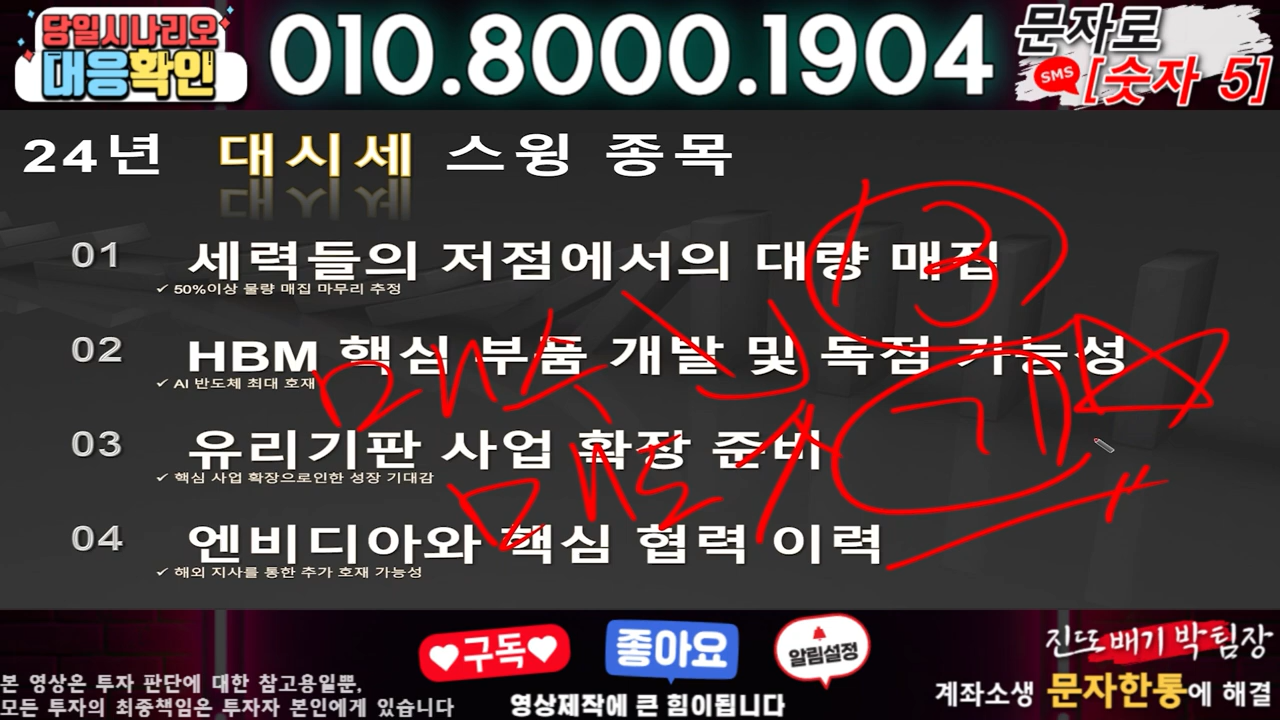 당일시나리오
대응확인
010.8000.1904
문자로
SMS [숫자 5]
24년 대시세 스윙 종목
01 세력들의 저점에서의 대량 매집
✓ 50%이상 물량 매집 마무리 추정
02 HBM 핵심 부품 개발 및 독점 가능성
✓ AI 반도체 최대 호재
03 유리기판 사업 확장 준비
✓ 핵심 사업 확장으로인한 성장 기대감
04 엔비디아와 핵심 협력 이력
✓ 해외 지사를 통한 추가 호재 가능성
3
매수
매도
구독
좋아요
알림설정
영상제작에 큰 힘이됩니다
본 영상은 투자 판단에 대한 참고용일뿐,
모든 투자의 최종책임은 투자자 본인에게 있습니다
진또배기 박팀장
계좌소생 문자한통에 해결